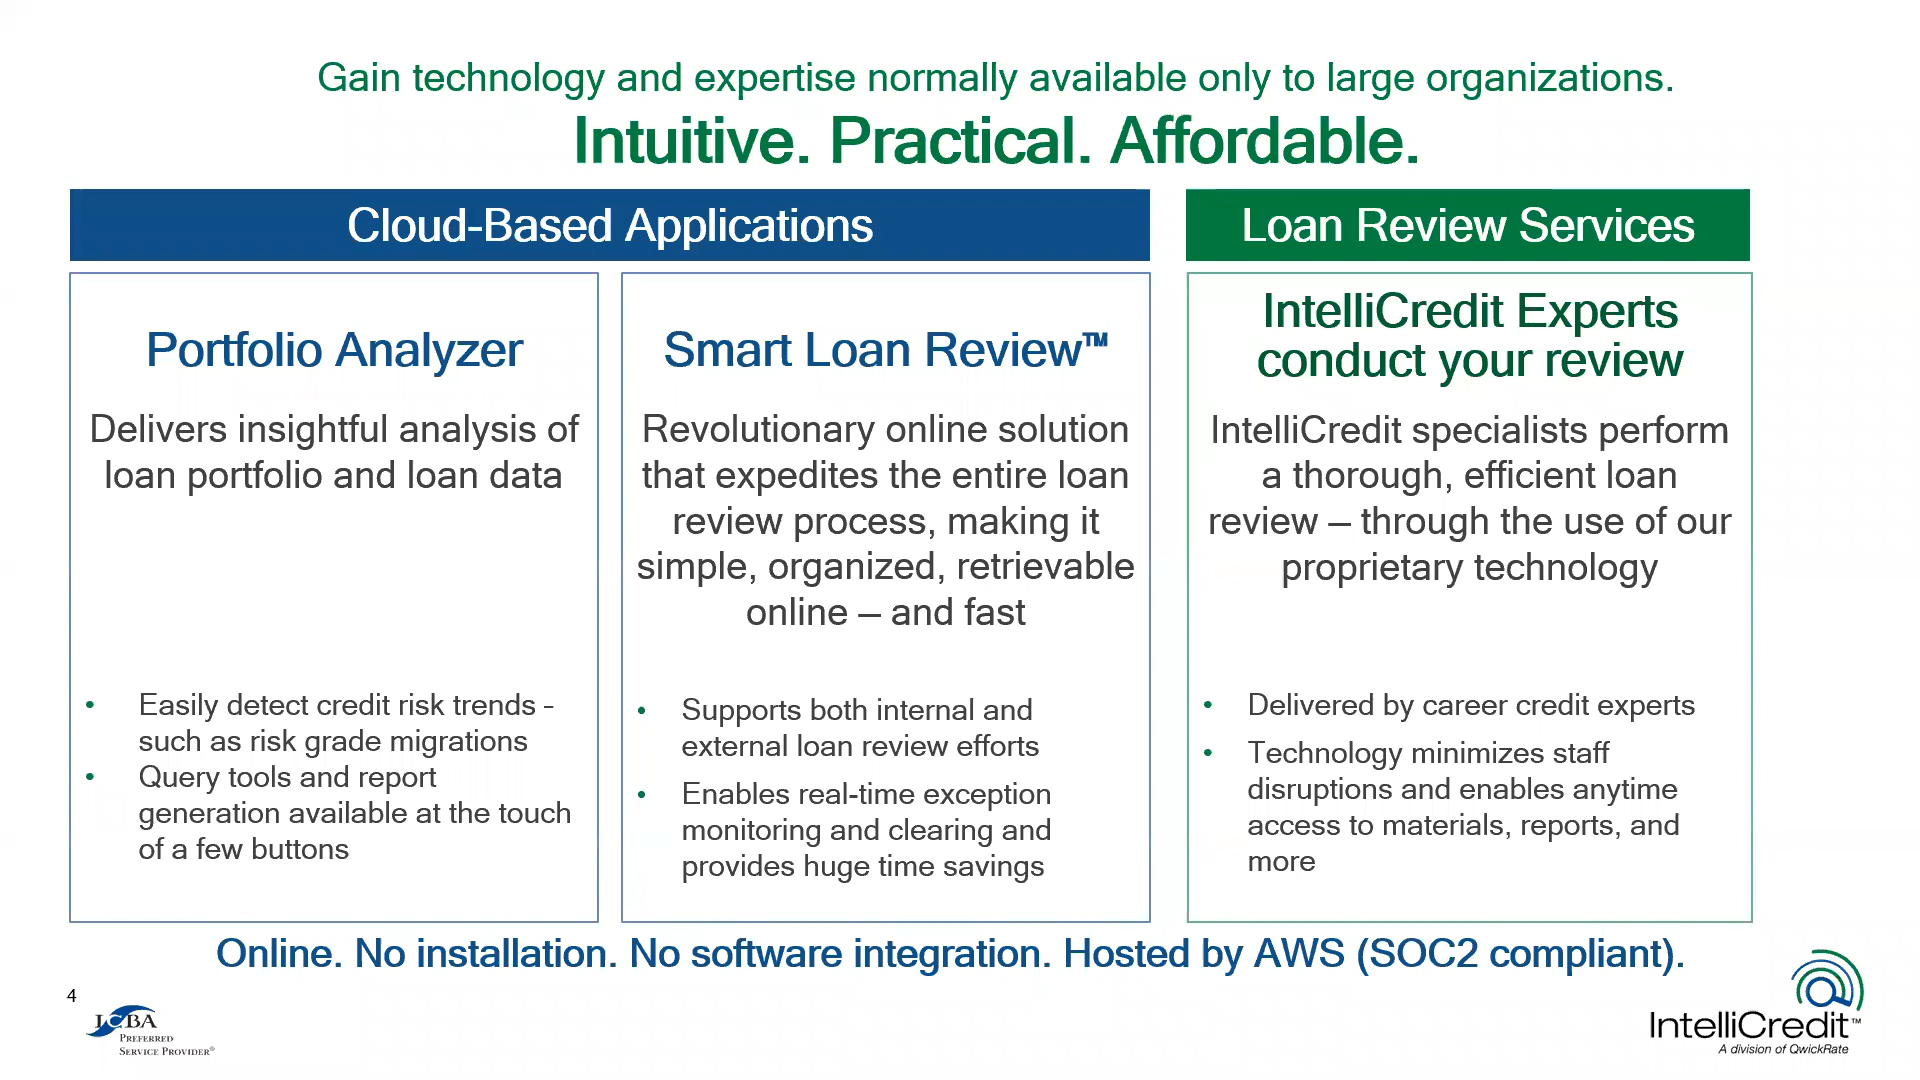 Gain technology and expertise normally available only to large organizations.
Intuitive. Practical. Affordable.
Cloud-Based Applications
Loan Review Services
Portfolio Analyzer
Delivers insightful analysis of
loan portfolio and loan data
• Easily detect credit risk trends –
such as risk grade migrations
• Query tools and report
generation available at the touch
of a few buttons
Smart Loan Review™
Revolutionary online solution
that expedites the entire loan
review process, making it
simple, organized, retrievable
online — and fast
• Supports both internal and
external loan review efforts
• Enables real-time exception
monitoring and clearing and
provides huge time savings
IntelliCredit Experts
conduct your review
IntelliCredit specialists perform
a thorough, efficient loan
review — through the use of our
proprietary technology
• Delivered by career credit experts
• Technology minimizes staff
disruptions and enables anytime
access to materials, reports, and
more
Online. No installation. No software integration. Hosted by AWS (SOC2 compliant).
4
ICBA
PREFERRED
SERVICE PROVIDER®
IntelliCredit™
A division of QwickRate